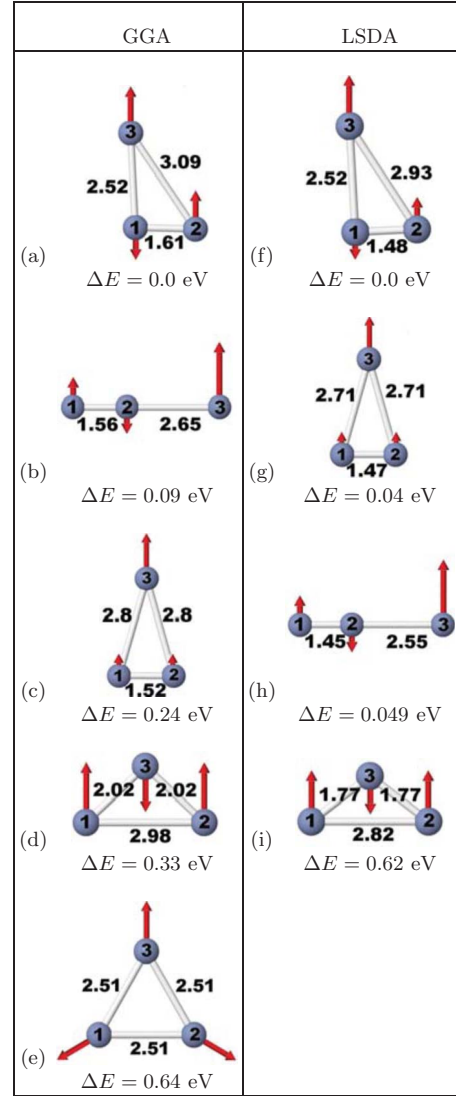 GGA
LSDA
3
3.09
2.52
1
2
1.61
(a)
ΔE = 0.0 eV
1
2
3
1.56
2.65
(b)
ΔE = 0.09 eV
3
2.8
2.8
1
2
1.52
(c)
ΔE = 0.24 eV
3
2.02
2.02
1
2
2.98
(d)
ΔE = 0.33 eV
3
2.51
2.51
1
2
2.51
(e)
ΔE = 0.64 eV
3
2.52
2.93
1
2
1.48
(f)
ΔE = 0.0 eV
3
2.71
2.71
1
2
1.47
(g)
ΔE = 0.04 eV
1
2
3
1.45
2.55
(h)
ΔE = 0.049 eV
3
1.77
1.77
1
2
2.82
(i)
ΔE = 0.62 eV